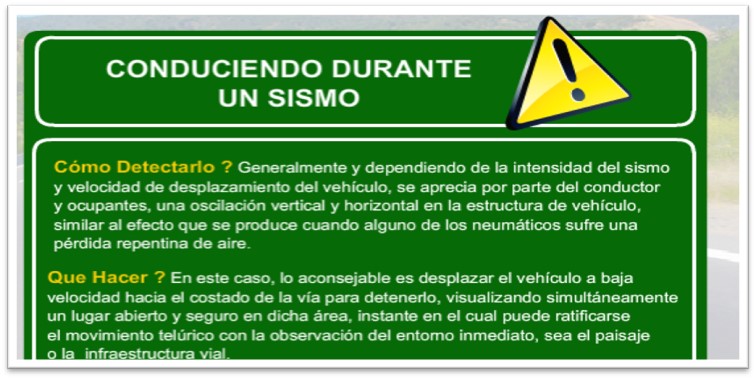 CONDUCIENDO DURANTE
UN SISMO
Cómo Detectarlo ? Generalmente y dependiendo de la intensidad del sismo
y velocidad de desplazamiento del vehículo, se aprecia por parte del conductor
y ocupantes, una oscilación vertical y horizontal en la estructura de vehículo,
similar al efecto que se produce cuando alguno de los neumáticos sufre una
pérdida repentina de aire.
Que Hacer ? En este caso, lo aconsejable es desplazar el vehículo a baja
velocidad hacia el costado de la vía para detenerlo, visualizando simultáneamente
un lugar abierto y seguro en dicha área, instante en el cual puede ratificarse
el movimiento telúrico con la observación del entorno inmediato, sea el paisaje
o la infraestructura vial.